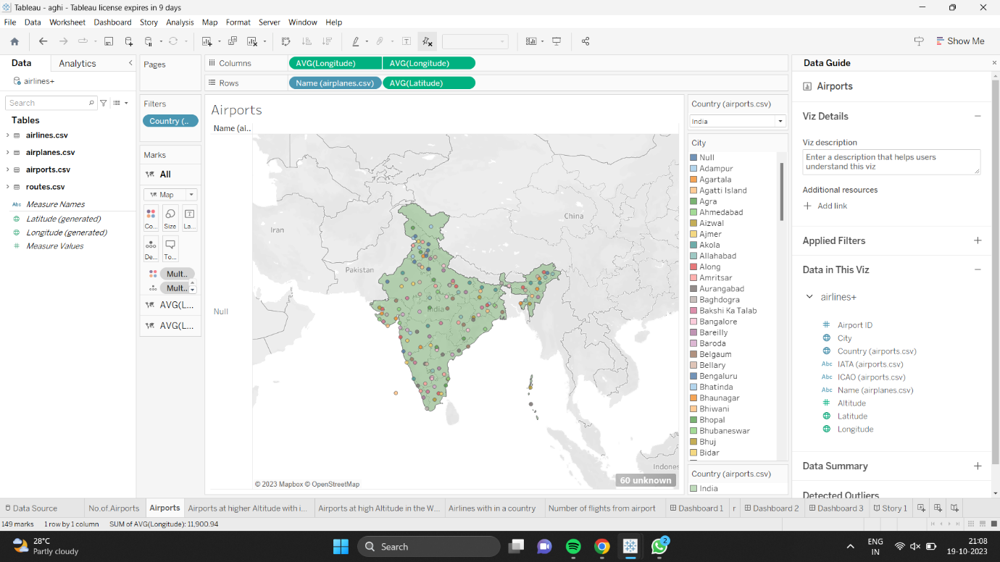 Tableau - aghi - Tableau license expires in 9 days
File Data Worksheet Dashboard Story Analysis Map Format Server Window Help
Show Me
Data Analytics
airlines+
Search
Tables
airlines.csv
airplanes.csv
airports.csv
routes.csv
Abc Measure Names
Latitude (generated)
Longitude (generated)
Measure Values
Pages
Filters
Country (..
Marks
All
Map
Co... Size La...
De... To...
Mult..
Mult..
AVG(L...
AVG(L...
Columns AVG(Longitude) AVG(Longitude)
Rows Name (airplanes.csv) AVG(Latitude)
Airports
Name (ai..
Null
Iran
Pakistan
China
India
Indones
© 2023 Mapbox © OpenStreetMap
60 unknown
Country (airports.csv)
India
City
Null
Adampur
Agartala
Agatti Island
Agra
Ahmedabad
Aizwal
Ajmer
Akola
Allahabad
Along
Amritsar
Aurangabad
Baghdogra
Bakshi Ka Talab
Bangalore
Bareilly
Baroda
Belgaum
Bellary
Bengaluru
Bhatinda
Bhaunagar
Bhiwani
Bhopal
Bhubaneswar
Bhuj
Bidar
Country (airports.csv)
India
Data Guide
Airports
Viz Details
Viz description
Enter a description that helps users
understand this viz
Additional resources
Add link
Applied Filters
Data in This Viz
airlines+
Airport ID
City
Country (airports.csv)
Abc IATA (airports.csv)
Abc ICAO (airports.csv)
Abc Name (airplanes.csv)
Altitude
Latitude
Longitude
Data Summary
Detected Outliers
Data Source No.of.Airports Airports Airports at higher Altitude with i... Airports at high Altitude in the W... Airlines with in a country Number of flights from airport Dashboard 1 r Dashboard 2 Dashboard 3 Story 1
149 marks 1 row by 1 column SUM of AVG(Longitude): 11,900.94
28°C
Partly cloudy
Search
2
ENG
IN
21:08
19-10-2023